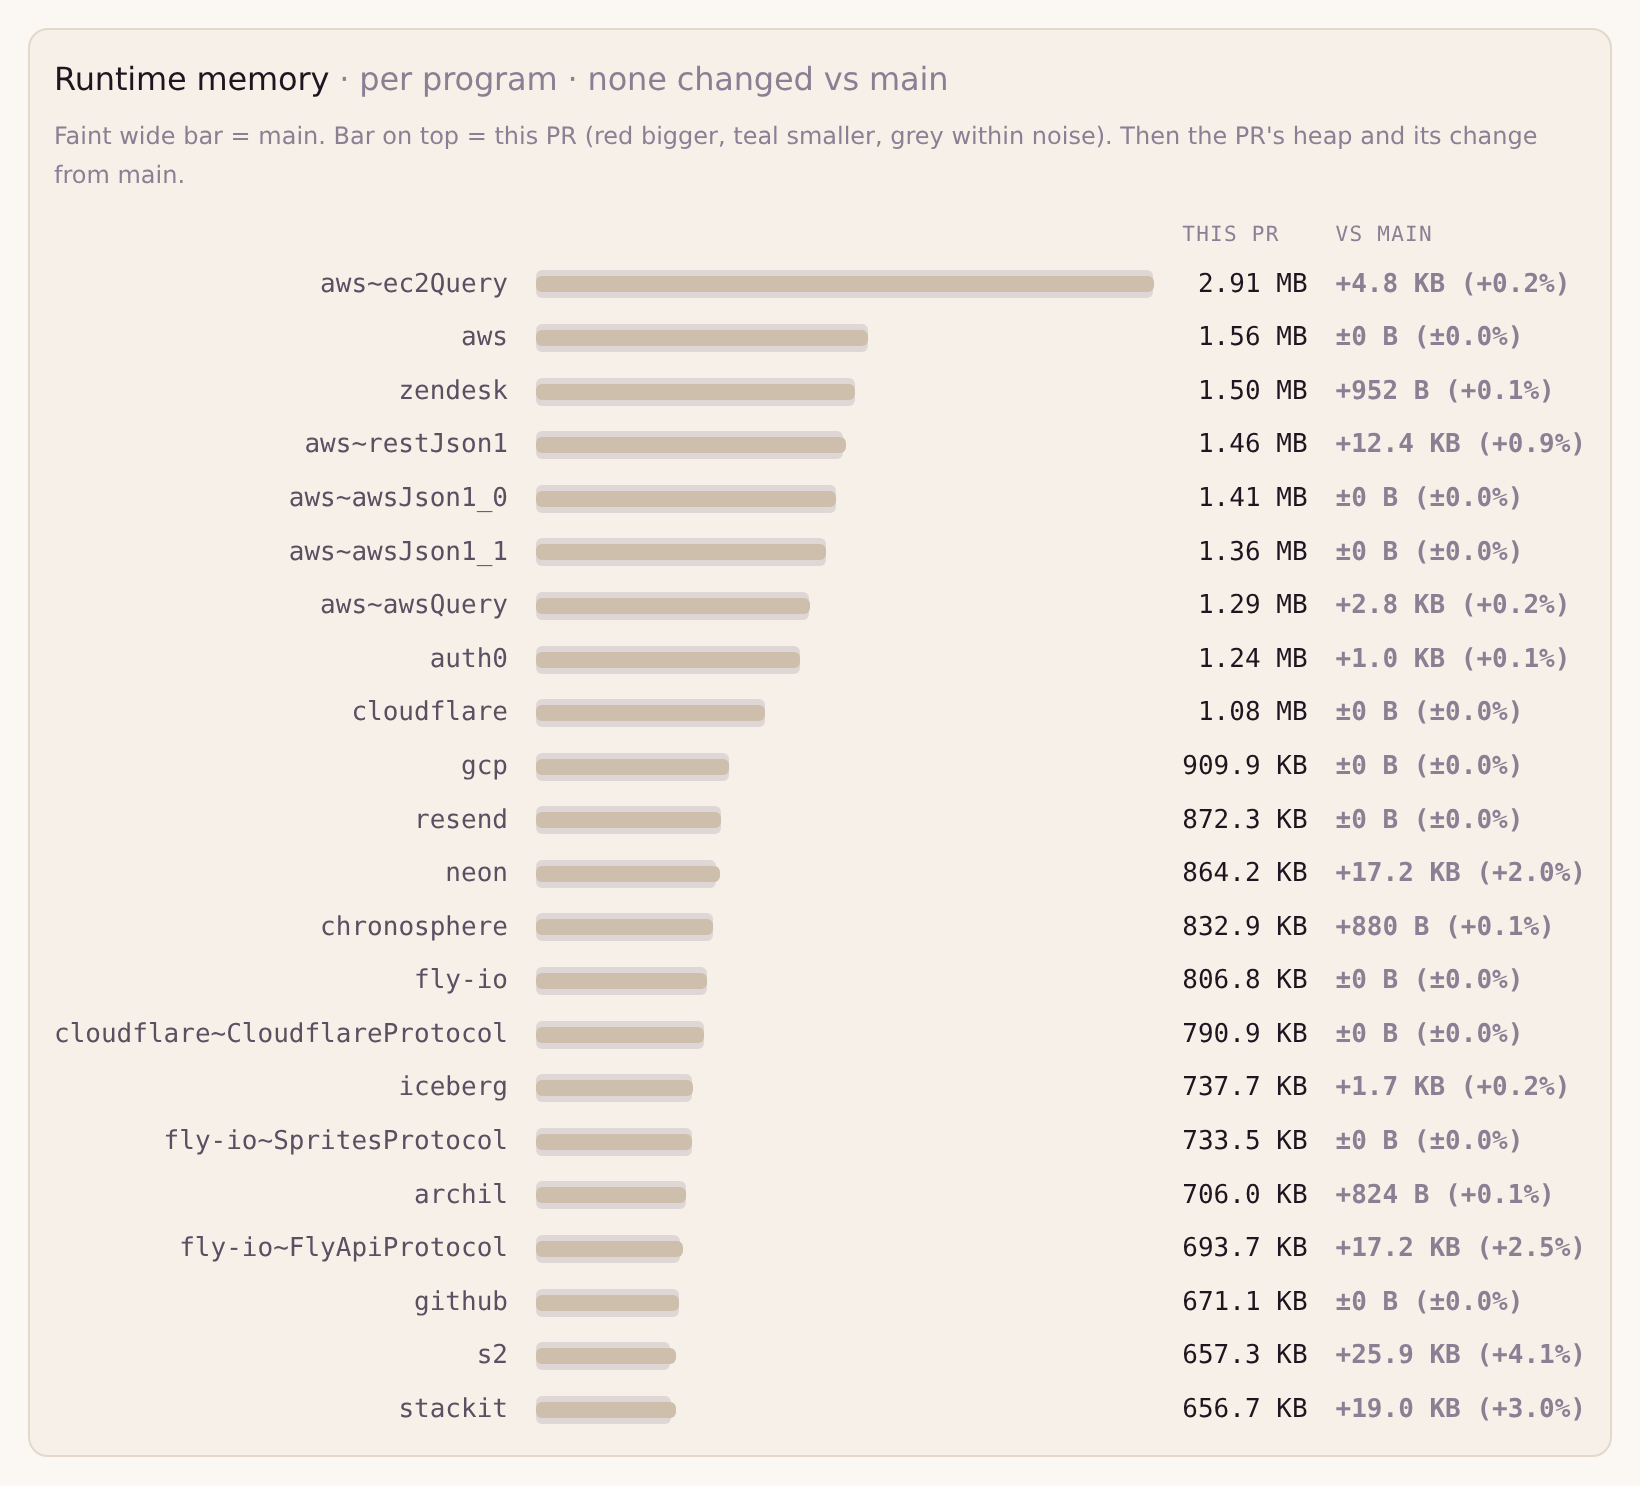 Runtime memory · per program · none changed vs main
Faint wide bar = main. Bar on top = this PR (red bigger, teal smaller, grey within noise). Then the PR's heap and its change
from main.
THIS PR VS MAIN
aws~ec2Query 2.91 MB +4.8 KB (+0.2%)
aws 1.56 MB ±0 B (±0.0%)
zendesk 1.50 MB +952 B (+0.1%)
aws~restJson1 1.46 MB +12.4 KB (+0.9%)
aws~awsJson1_0 1.41 MB ±0 B (±0.0%)
aws~awsJson1_1 1.36 MB ±0 B (±0.0%)
aws~awsQuery 1.29 MB +2.8 KB (+0.2%)
auth0 1.24 MB +1.0 KB (+0.1%)
cloudflare 1.08 MB ±0 B (±0.0%)
gcp 909.9 KB ±0 B (±0.0%)
resend 872.3 KB ±0 B (±0.0%)
neon 864.2 KB +17.2 KB (+2.0%)
chronosphere 832.9 KB +880 B (+0.1%)
fly-io 806.8 KB ±0 B (±0.0%)
cloudflare~CloudflareProtocol 790.9 KB ±0 B (±0.0%)
iceberg 737.7 KB +1.7 KB (+0.2%)
fly-io~SpritesProtocol 733.5 KB ±0 B (±0.0%)
archil 706.0 KB +824 B (+0.1%)
fly-io~FlyApiProtocol 693.7 KB +17.2 KB (+2.5%)
github 671.1 KB ±0 B (±0.0%)
s2 657.3 KB +25.9 KB (+4.1%)
stackit 656.7 KB +19.0 KB (+3.0%)